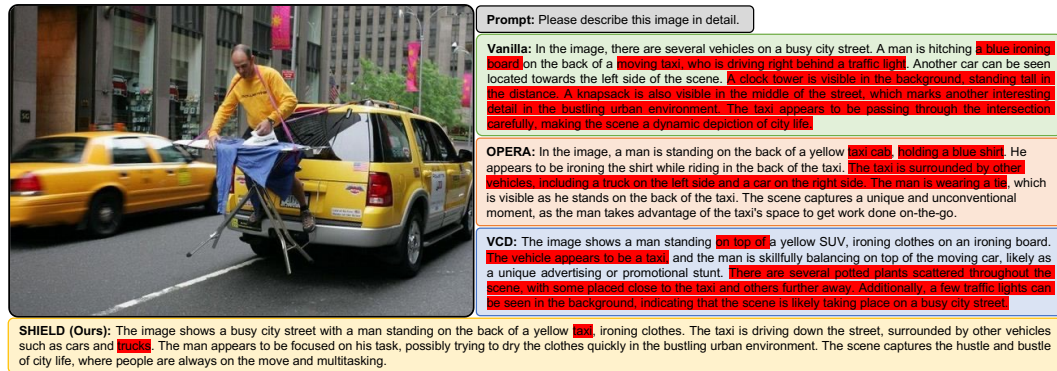 Prompt: Please describe this image in detail.
Vanilla: In the image, there are several vehicles on a busy city street. A man is hitching a blue ironing
board on the back of a moving taxi, who is driving right behind a traffic light. Another car can be seen
located towards the left side of the scene. A clock tower is visible in the background, standing tall in
the distance. A knapsack is also visible in the middle of the street, which marks another interesting
detail in the bustling urban environment. The taxi appears to be passing through the intersection
carefully, making the scene a dynamic depiction of city life.
OPERA: In the image, a man is standing on the back of a yellow taxi cab, holding a blue shirt. He
appears to be ironing the shirt while riding in the back of the taxi. The taxi is surrounded by other
vehicles, including a truck on the left side and a car on the right side. The man is wearing a tie, which
is visible as he stands on the back of the taxi. The scene captures a unique and unconventional
moment, as the man takes advantage of the taxi's space to get work done on-the-go.
VCD: The image shows a man standing on top of a yellow SUV, ironing clothes on an ironing board.
The vehicle appears to be a taxi, and the man is skillfully balancing on top of the moving car, likely as
a unique advertising or promotional stunt. There are several potted plants scattered throughout the
scene, with some placed close to the taxi and others further away. Additionally, a few traffic lights can
be seen in the background, indicating that the scene is likely taking place on a busy city street.
SHIELD (Ours): The image shows a busy city street with a man standing on the back of a yellow taxi, ironing clothes. The taxi is driving down the street, surrounded by other vehicles
such as cars and trucks. The man appears to be focused on his task, possibly trying to dry the clothes quickly in the bustling urban environment. The scene captures the hustle and bustle
of city life, where people are always on the move and multitasking.